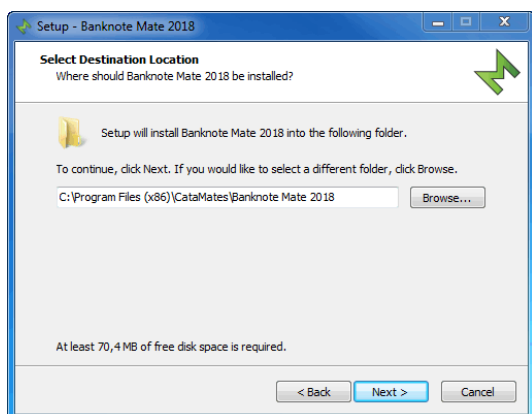 Setup - Banknote Mate 2018
Select Destination Location
Where should Banknote Mate 2018 be installed?
Setup will install Banknote Mate 2018 into the following folder.
To continue, click Next. If you would like to select a different folder, click Browse.
C:\Program Files (x86)\CataMates\Banknote Mate 2018
Browse...
At least 70,4 MB of free disk space is required.
< Back
Next >
Cancel